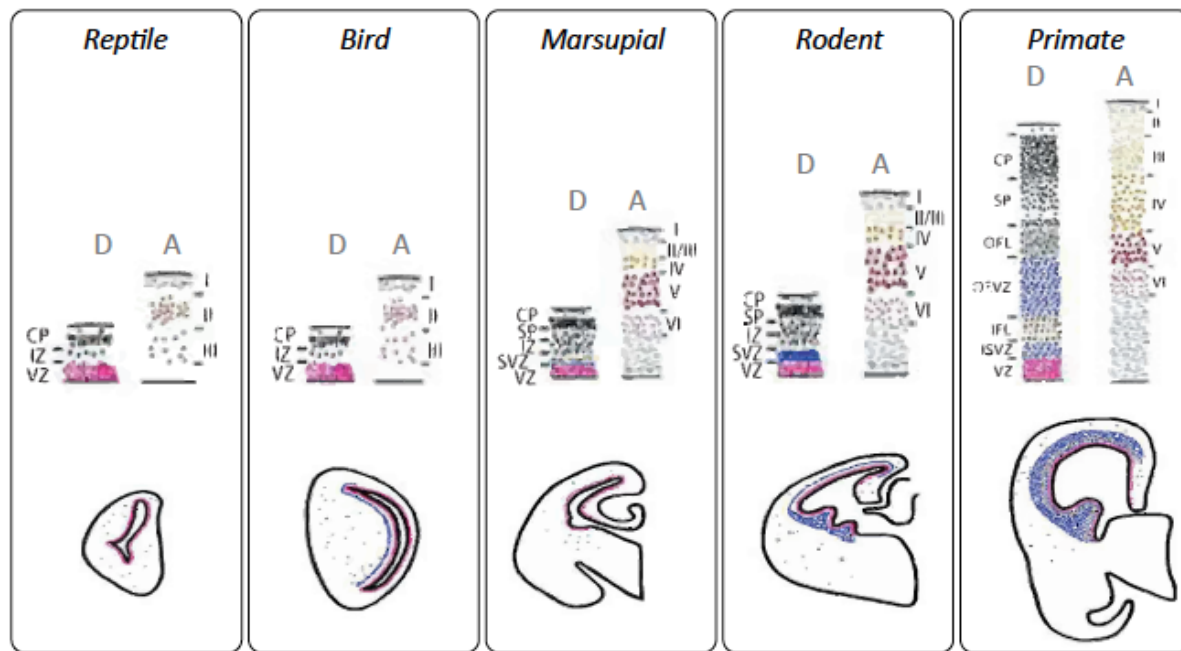 Reptile
D A
I
II
III
CP
IZ
VZ
Bird
D A
I
II
III
CP
IZ
VZ
Marsupial
D A
I
II/III
IV
V
VI
CP
SP
IZ
SVZ
VZ
Rodent
D A
I
II/III
IV
V
VI
CP
SP
IZ
SVZ
VZ
Primate
D A
I
II
III
IV
V
VI
CP
SP
OFL
IFL
ISVZ
VZ